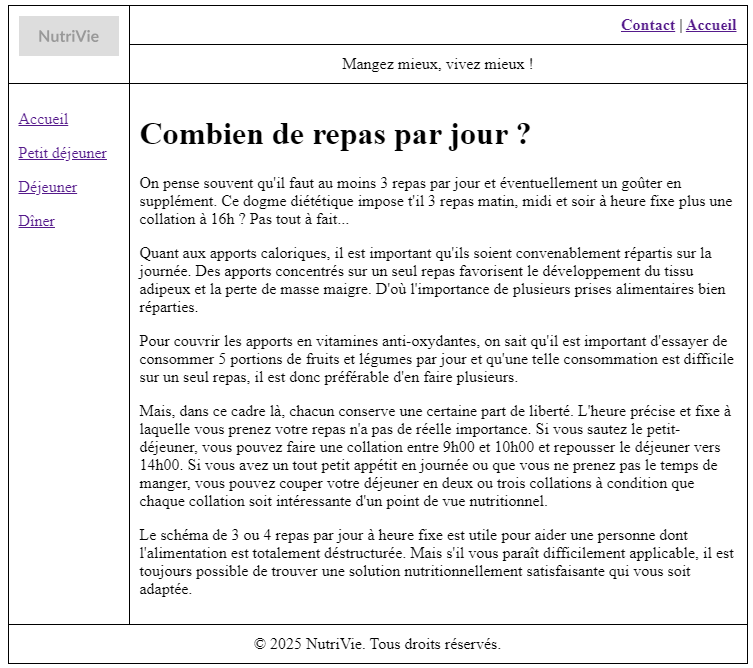 NutriVie
Contact | Accueil
Mangez mieux, vivez mieux !
Accueil
Petit déjeuner
Déjeuner
Dîner
Combien de repas par jour ?
On pense souvent qu'il faut au moins 3 repas par jour et éventuellement un goûter en
supplément. Ce dogme diététique impose t'il 3 repas matin, midi et soir à heure fixe plus une
collation à 16h ? Pas tout à fait...
Quant aux apports caloriques, il est important qu'ils soient convenablement répartis sur la
journée. Des apports concentrés sur un seul repas favorisent le développement du tissu
adipeux et la perte de masse maigre. D'où l'importance de plusieurs prises alimentaires bien
réparties.
Pour couvrir les apports en vitamines anti-oxydantes, on sait qu'il est important d'essayer de
consommer 5 portions de fruits et légumes par jour et qu'une telle consommation est difficile
sur un seul repas, il est donc préférable d'en faire plusieurs.
Mais, dans ce cadre là, chacun conserve une certaine part de liberté. L'heure précise et fixe à
laquelle vous prenez votre repas n'a pas de réelle importance. Si vous sautez le petit-
déjeuner, vous pouvez faire une collation entre 9h00 et 10h00 et repousser le déjeuner vers
14h00. Si vous avez un tout petit appétit en journée ou que vous ne prenez pas le temps de
manger, vous pouvez couper votre déjeuner en deux ou trois collations à condition que
chaque collation soit intéressante d'un point de vue nutritionnel.
Le schéma de 3 ou 4 repas par jour à heure fixe est utile pour aider une personne dont
l'alimentation est totalement déstructurée. Mais s'il vous paraît difficilement applicable, il est
toujours possible de trouver une solution nutritionnellement satisfaisante qui vous soit
adaptée.
© 2025 NutriVie. Tous droits réservés.